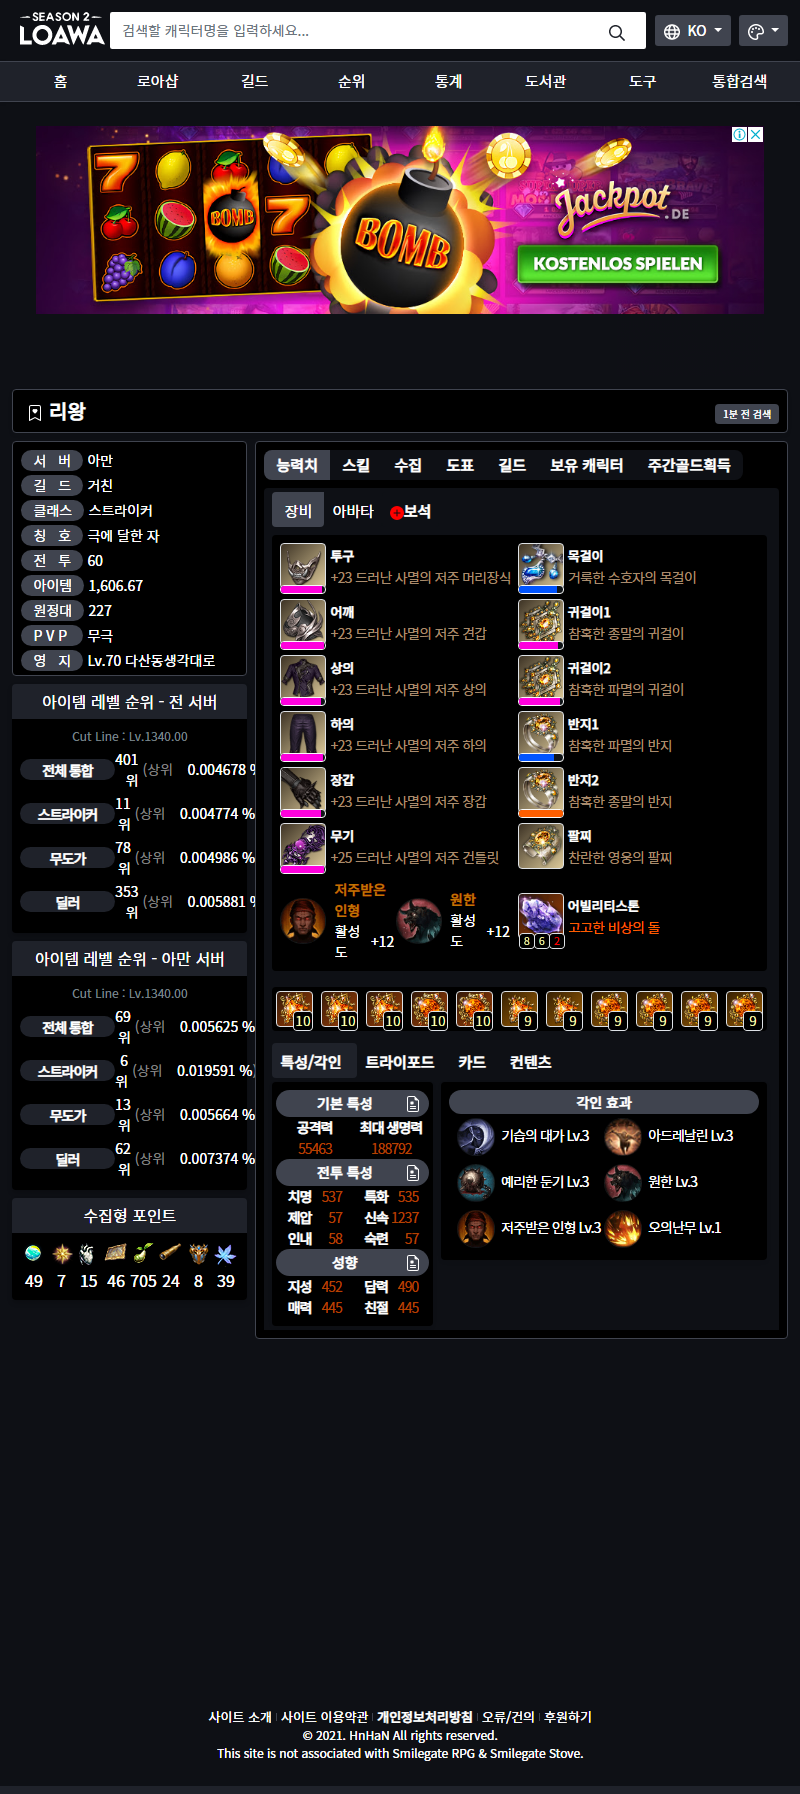 SEASON 2
LOAWA
검색할 캐릭터명을 입력하세요...
KO
홈 로아샵 길드 순위 통계 도서관 도구 통합검색
BOMB
BOMB
Jackpot.DE
KOSTENLOS SPIELEN
리왕
1분 전 검색
서 버 아만
길 드 거친
클래스 스트라이커
칭 호 극에 달한 자
전 투 60
아이템 1,606.67
원정대 227
P V P 무극
영 지 Lv.70 다산동생각대로
아이템 레벨 순위 - 전 서버
Cut Line : Lv.1340.00
전체 통합 401위 (상위 0.004678 %
스트라이커 11위 (상위 0.004774 %
무도가 78위 (상위 0.004986 %
딜러 353위 (상위 0.005881 %
아이템 레벨 순위 - 아만 서버
Cut Line : Lv.1340.00
전체 통합 69위 (상위 0.005625 %
스트라이커 6위 (상위 0.019591 %)
무도가 13위 (상위 0.005664 %
딜러 62위 (상위 0.007374 %
수집형 포인트
49 7 15 46 705 24 8 39
능력치 스킬 수집 도표 길드 보유 캐릭터 주간골드획득
장비 아바타 보석
투구
+23 드러난 사멸의 저주 머리장식
목걸이
거룩한 수호자의 목걸이
어깨
+23 드러난 사멸의 저주 견갑
귀걸이1
참혹한 종말의 귀걸이
상의
+23 드러난 사멸의 저주 상의
귀걸이2
참혹한 파멸의 귀걸이
하의
+23 드러난 사멸의 저주 하의
반지1
참혹한 파멸의 반지
장갑
+23 드러난 사멸의 저주 장갑
반지2
참혹한 종말의 반지
무기
+25 드러난 사멸의 저주 건틀릿
팔찌
찬란한 영웅의 팔찌
저주받은 인형
활성도 +12
원한
활성도 +12
어빌리티스톤
고고한 비상의 돌
8 6 2
10 10 10 10 10 9 9 9 9 9 9
특성/각인 트라이포드 카드 컨텐츠
기본 특성
공격력 최대 생명력
55463 188792
전투 특성
치명 537 특화 535
제압 57 신속 1237
인내 58 숙련 57
성향
지성 452 담력 490
매력 445 친절 445
각인 효과
기습의 대가 Lv.3 아드레날린 Lv.3
예리한 둔기 Lv.3 원한 Lv.3
저주받은 인형 Lv.3 오의난무 Lv.1
사이트 소개 | 사이트 이용약관 | 개인정보처리방침 | 오류/건의 | 후원하기
© 2021. HnHaN All rights reserved.
This site is not associated with Smilegate RPG & Smilegate Stove.